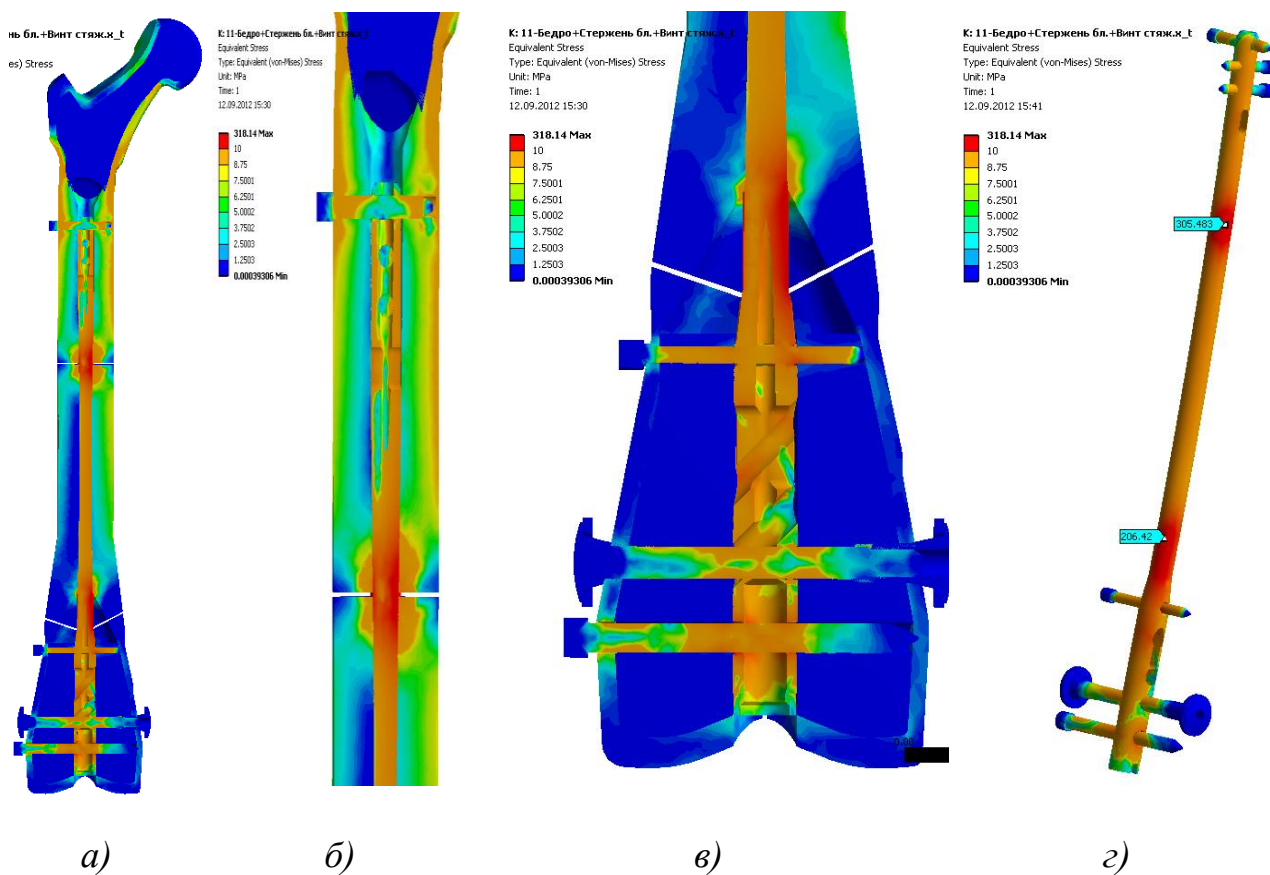 нь бл.+Винт стяж.x_t
es) Stress
K: 11-Бедро+Стержень бл.+Винт стяж.x_t
Equivalent Stress
Type: Equivalent (von-Mises) Stress
Unit: MPa
Time: 1
12.09.2012 15:30
318.14 Max
10
8.75
7.5001
6.2501
5.0002
3.7502
2.5003
1.2503
0.00039306 Min
K: 11-Бедро+Стержень бл.+Винт стяж.x_t
Equivalent Stress
Type: Equivalent (von-Mises) Stress
Unit: MPa
Time: 1
12.09.2012 15:30
318.14 Max
10
8.75
7.5001
6.2501
5.0002
3.7502
2.5003
1.2503
0.00039306 Min
0.00
K: 11-Бедро+Стержень бл.+Винт стяж.x_t
Equivalent Stress
Type: Equivalent (von-Mises) Stress
Unit: MPa
Time: 1
12.09.2012 15:41
318.14 Max
10
8.75
7.5001
6.2501
5.0002
3.7502
2.5003
1.2503
0.00039306 Min
305.483
206.42
а)
б)
в)
г)